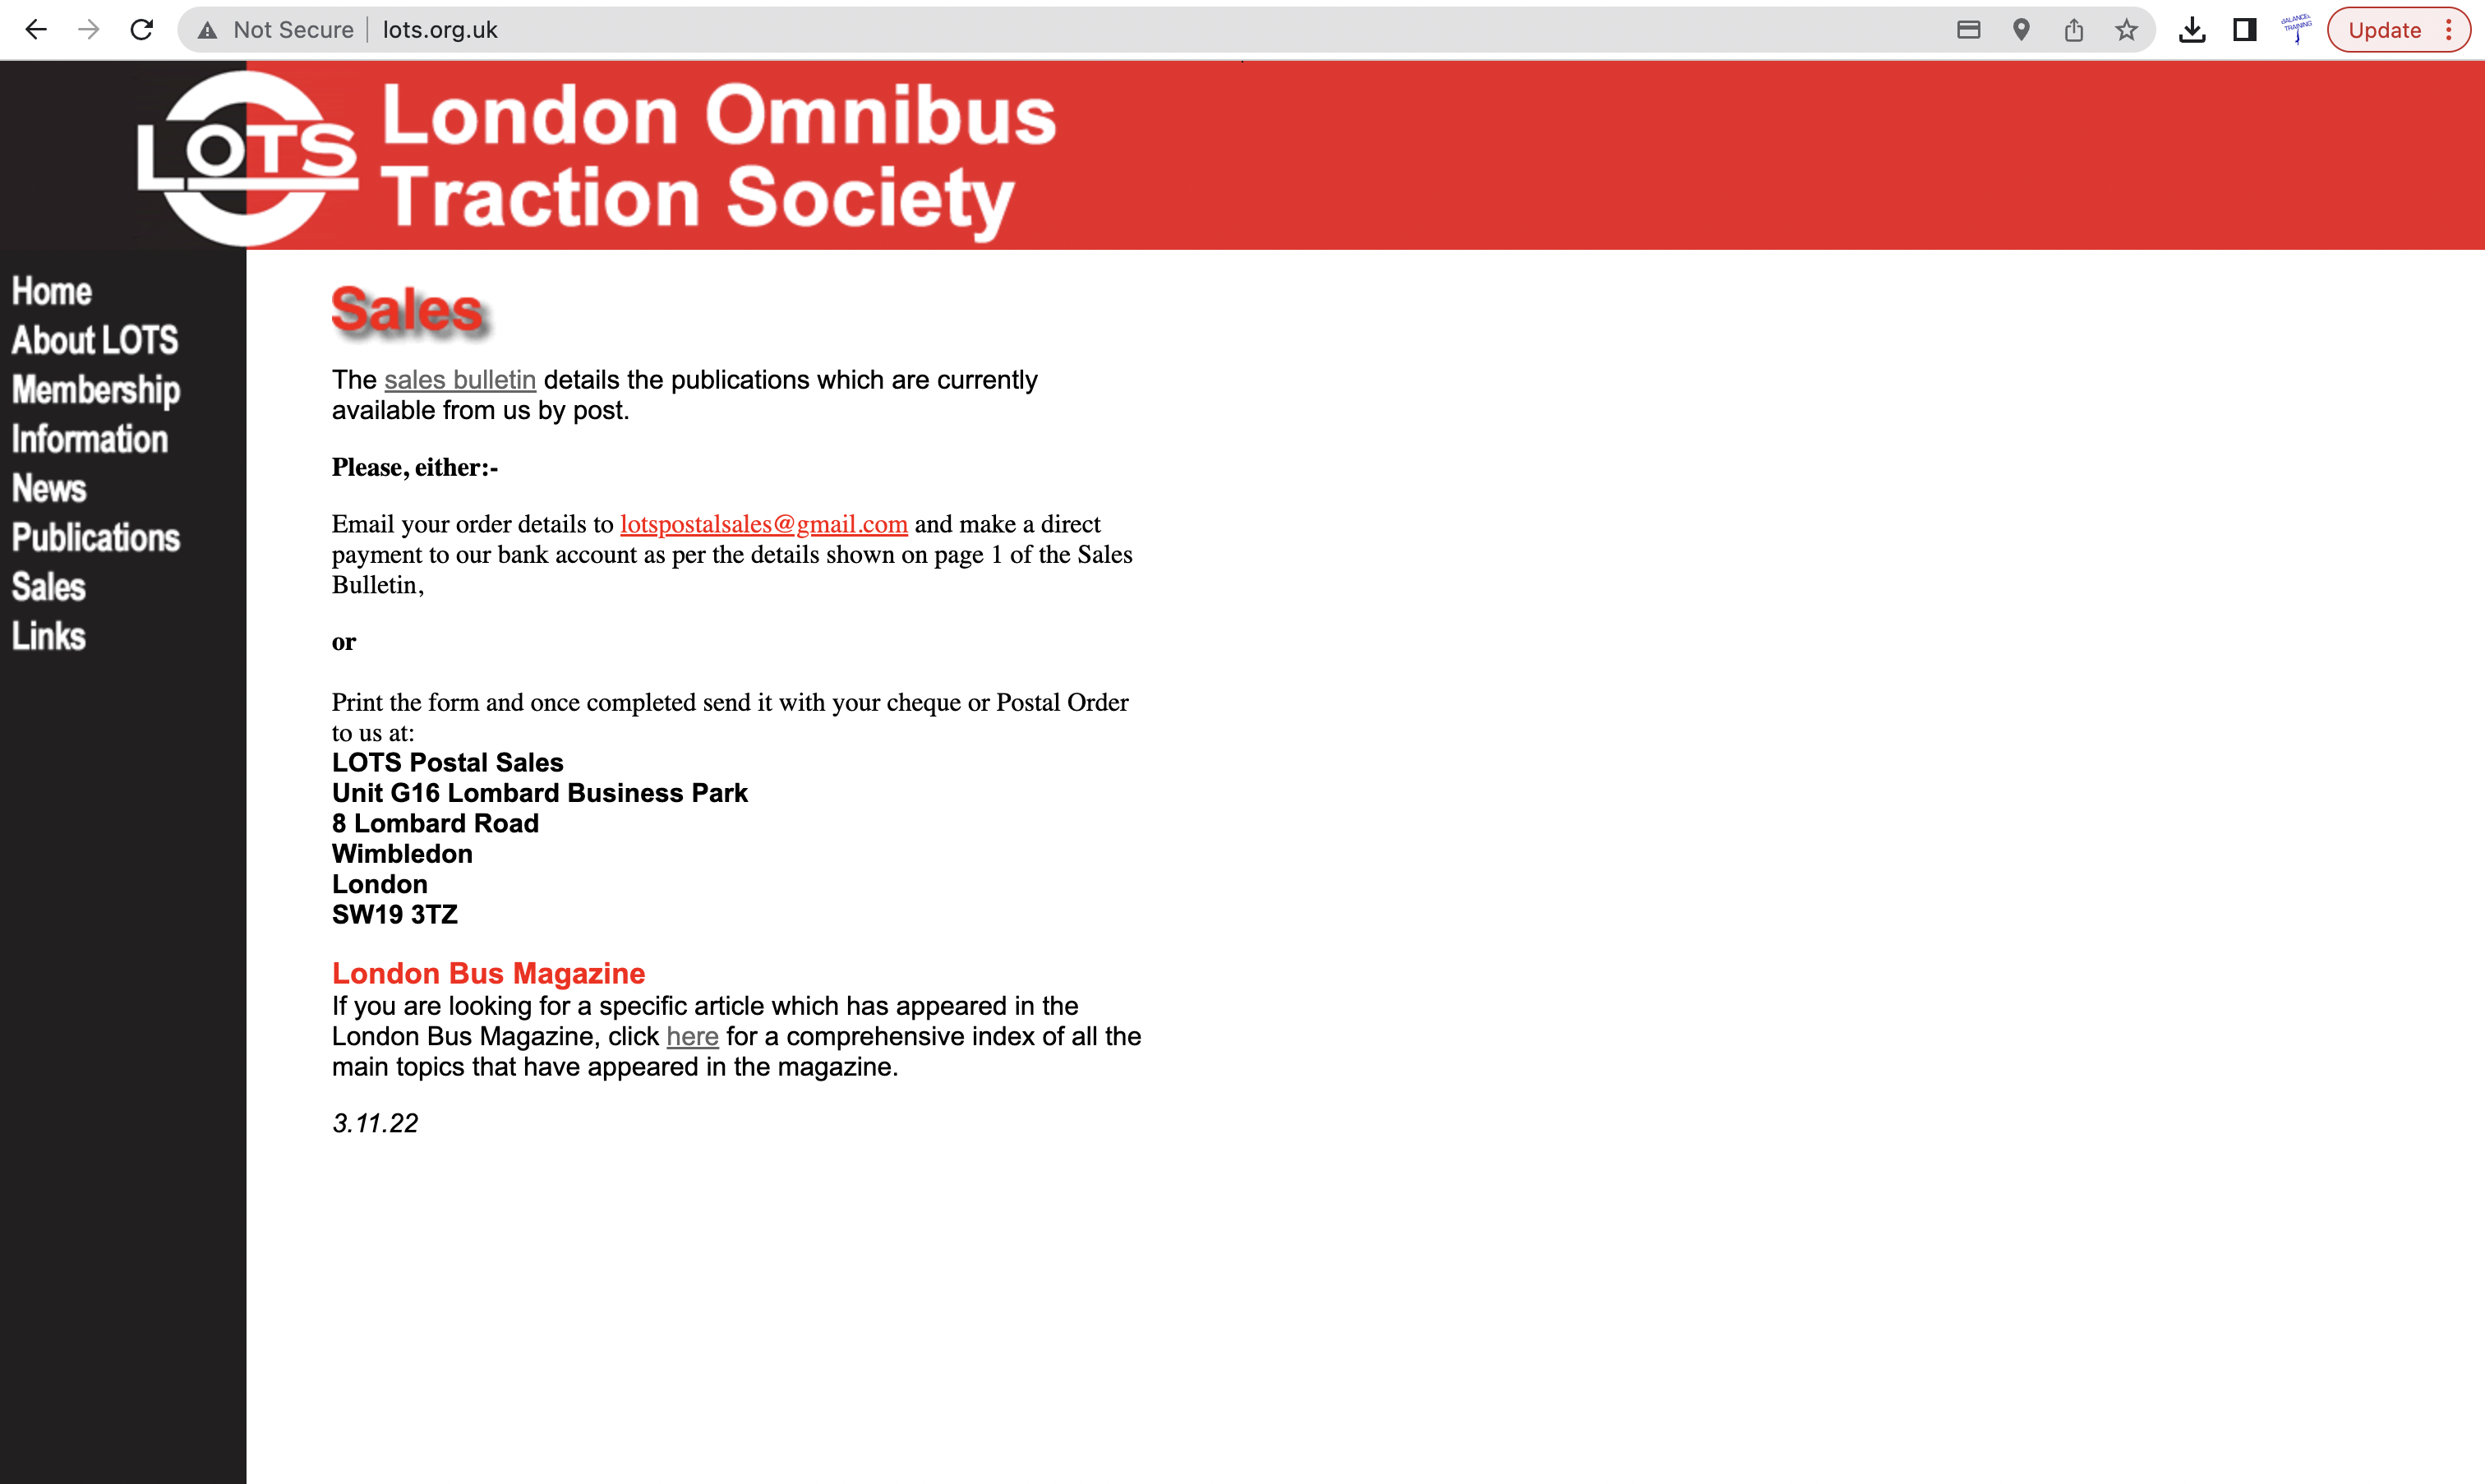 Not Secure | lots.org.uk
Update
BALANCE
TRAINING
LOTS
London Omnibus
Traction Society
Home
About LOTS
Membership
Information
News
Publications
Sales
Links
Sales
The sales bulletin details the publications which are currently
available from us by post.
Please, either:-
Email your order details to lotspostalsales@gmail.com and make a direct
payment to our bank account as per the details shown on page 1 of the Sales
Bulletin,
or
Print the form and once completed send it with your cheque or Postal Order
to us at:
LOTS Postal Sales
Unit G16 Lombard Business Park
8 Lombard Road
Wimbledon
London
SW19 3TZ
London Bus Magazine
If you are looking for a specific article which has appeared in the
London Bus Magazine, click here for a comprehensive index of all the
main topics that have appeared in the magazine.
3.11.22